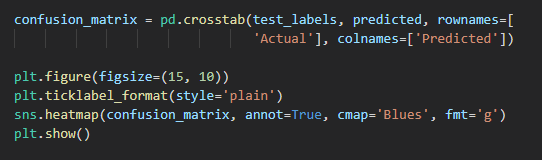 confusion_matrix = pd.crosstab(test_labels, predicted, rownames=[
'Actual'], colnames=['Predicted'])
plt.figure(figsize=(15, 10))
plt.ticklabel_format(style='plain')
sns.heatmap(confusion_matrix, annot=True, cmap='Blues', fmt='g')
plt.show()